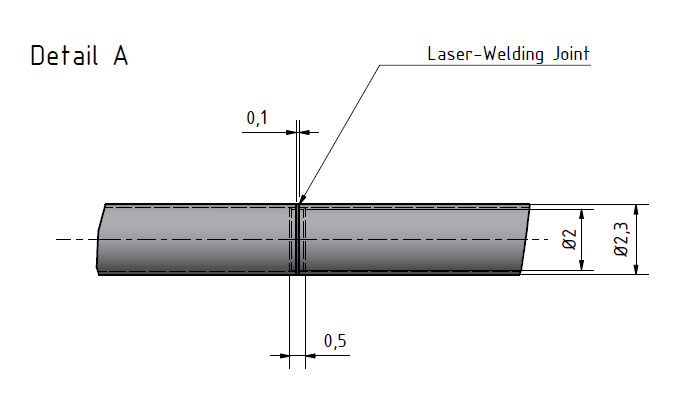 Detail A
Laser-Welding Joint
0,1
Ø2
Ø2,3
0,5